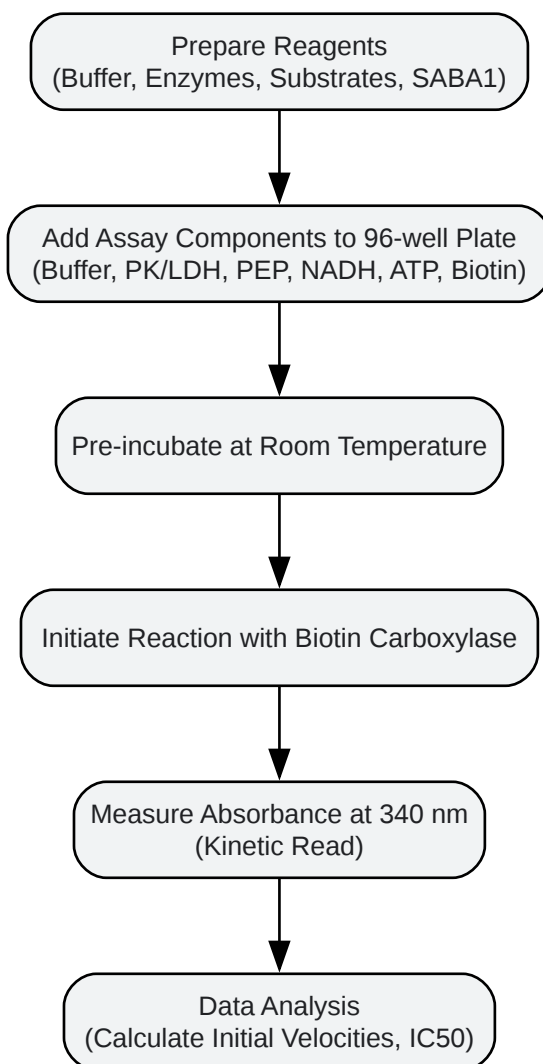 Prepare Reagents
(Buffer, Enzymes, Substrates, SABA1)
Add Assay Components to 96-well Plate
(Buffer, PK/LDH, PEP, NADH, ATP, Biotin)
Pre-incubate at Room Temperature
Initiate Reaction with Biotin Carboxylase
Measure Absorbance at 340 nm
(Kinetic Read)
Data Analysis
(Calculate Initial Velocities, IC50)